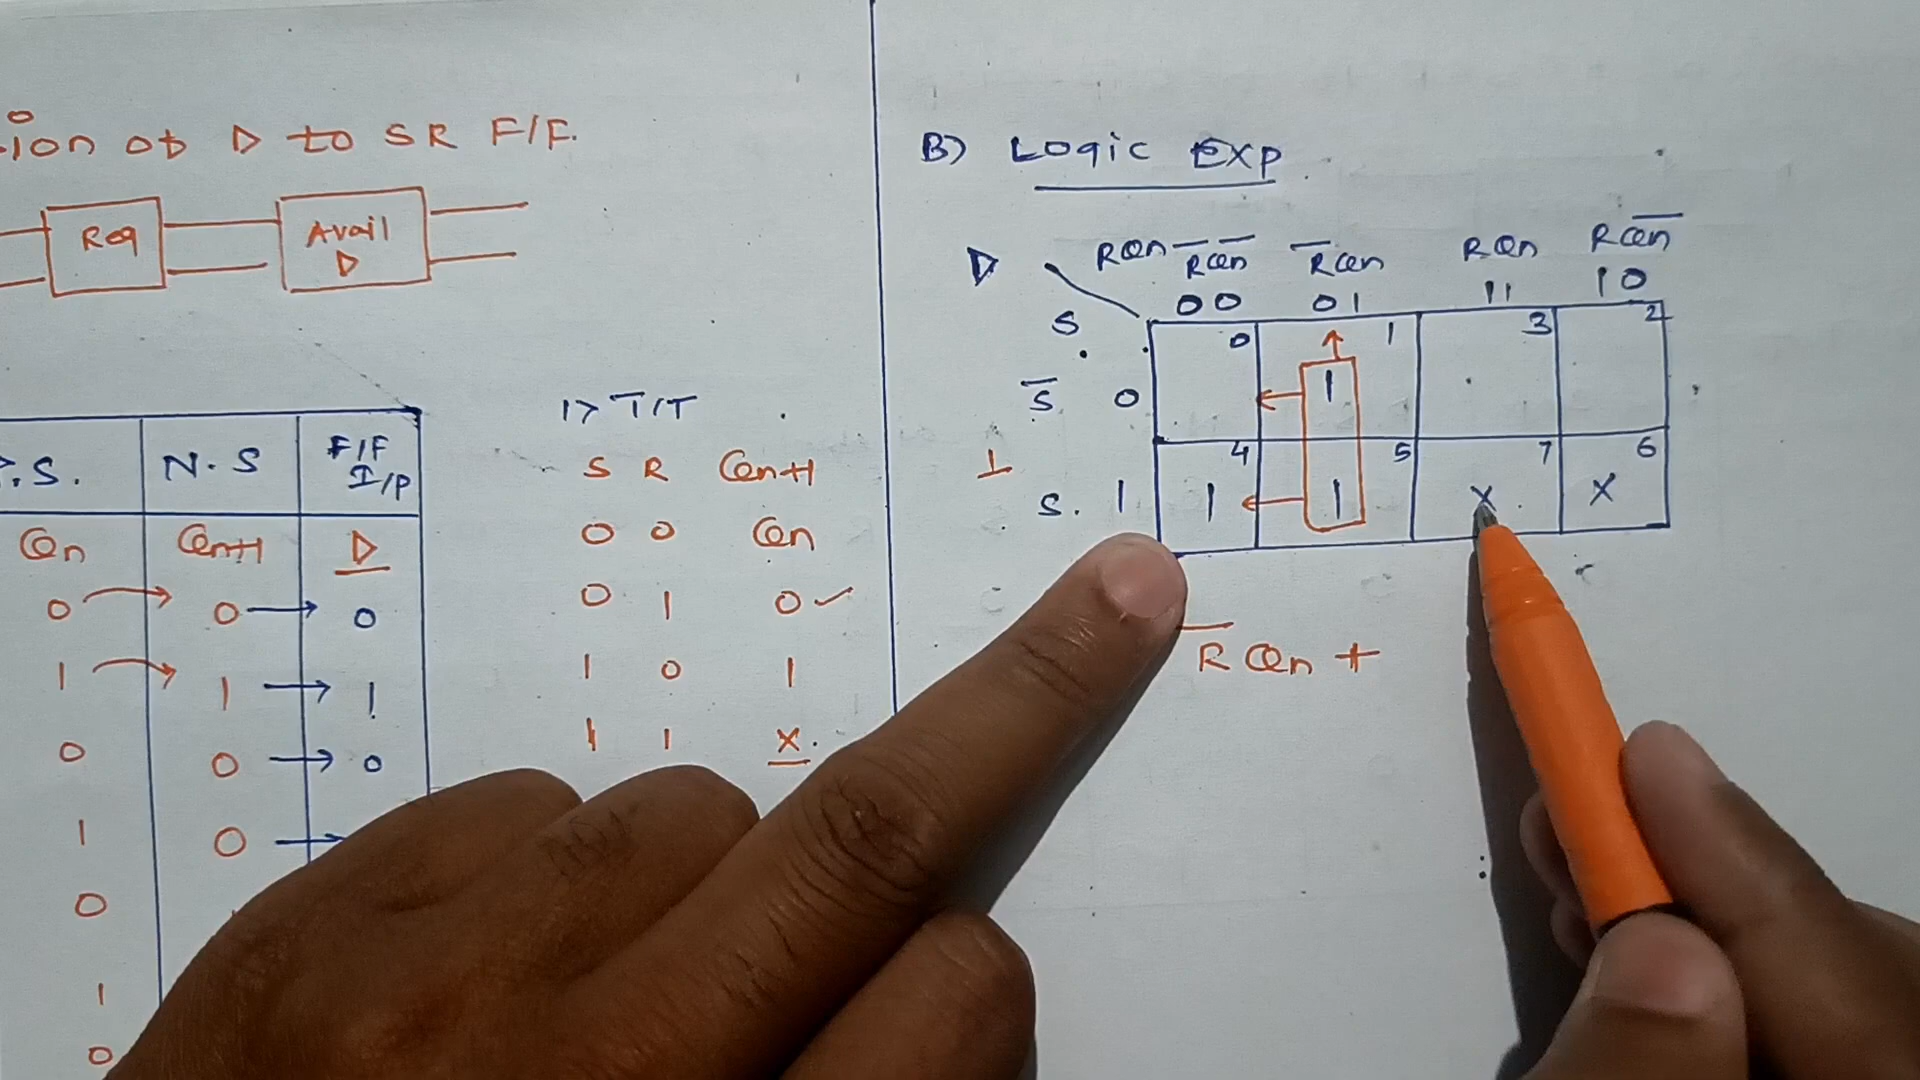 ion of D to SR F/F.
Req
Avail
D
P.S. N.S F/F I/P
Qn Qn+1 D
0 0 0
1 1 1
0 0 0
1 0
0
1
0
1> T/T
S R Qn+1
0 0 Qn
0 1 0 ✓
1 0 1
1 1 X.
B) Logic Exp.
D RQn R̅Q̅n̅ R̅Qn RQn RQ̅n̅
00 01 11 10
S
0 1 3 2
S̅ 0 1
4 5 7 6
S. 1 1 1 X X
R̅Qn +